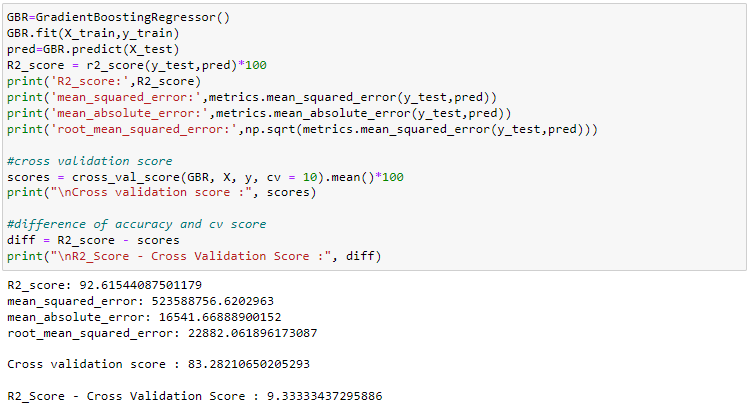 GBR=GradientBoostingRegressor()
GBR.fit(X_train,y_train)
pred=GBR.predict(X_test)
R2_score = r2_score(y_test,pred)*100
print('R2_score:',R2_score)
print('mean_squared_error:',metrics.mean_squared_error(y_test,pred))
print('mean_absolute_error:',metrics.mean_absolute_error(y_test,pred))
print('root_mean_squared_error:',np.sqrt(metrics.mean_squared_error(y_test,pred)))
#cross validation score
scores = cross_val_score(GBR, X, y, cv = 10).mean()*100
print("\nCross validation score :", scores)
#difference of accuracy and cv score
diff = R2_score - scores
print("\nR2_Score - Cross Validation Score :", diff)
R2_score: 92.61544087501179
mean_squared_error: 523588756.6202963
mean_absolute_error: 16541.66888900152
root_mean_squared_error: 22882.061896173087
Cross validation score : 83.28210650205293
R2_Score - Cross Validation Score : 9.33333437295886